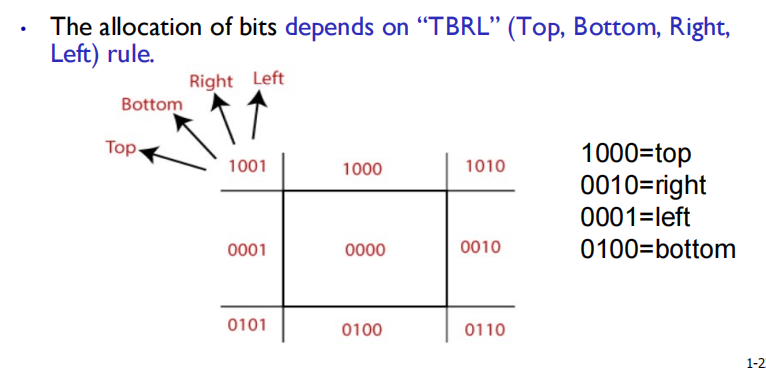 • The allocation of bits depends on “TBRL” (Top, Bottom, Right,
Left) rule.
Right Left
Bottom
Top
1001 1000 1010
0001 0000 0010
0101 0100 0110
1000=top
0010=right
0001=left
0100=bottom
1-2